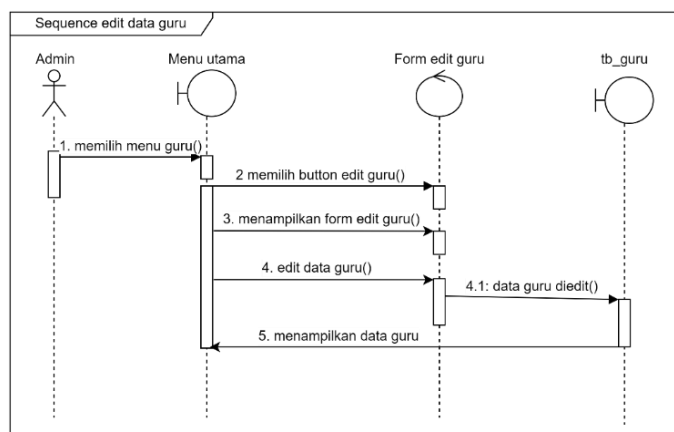 Sequence edit data guru
Admin
Menu utama
Form edit guru
tb_guru
1. memilih menu guru()
2 memilih button edit guru()
3. menampilkan form edit guru()
4. edit data guru()
4.1: data guru diedit()
5. menampilkan data guru